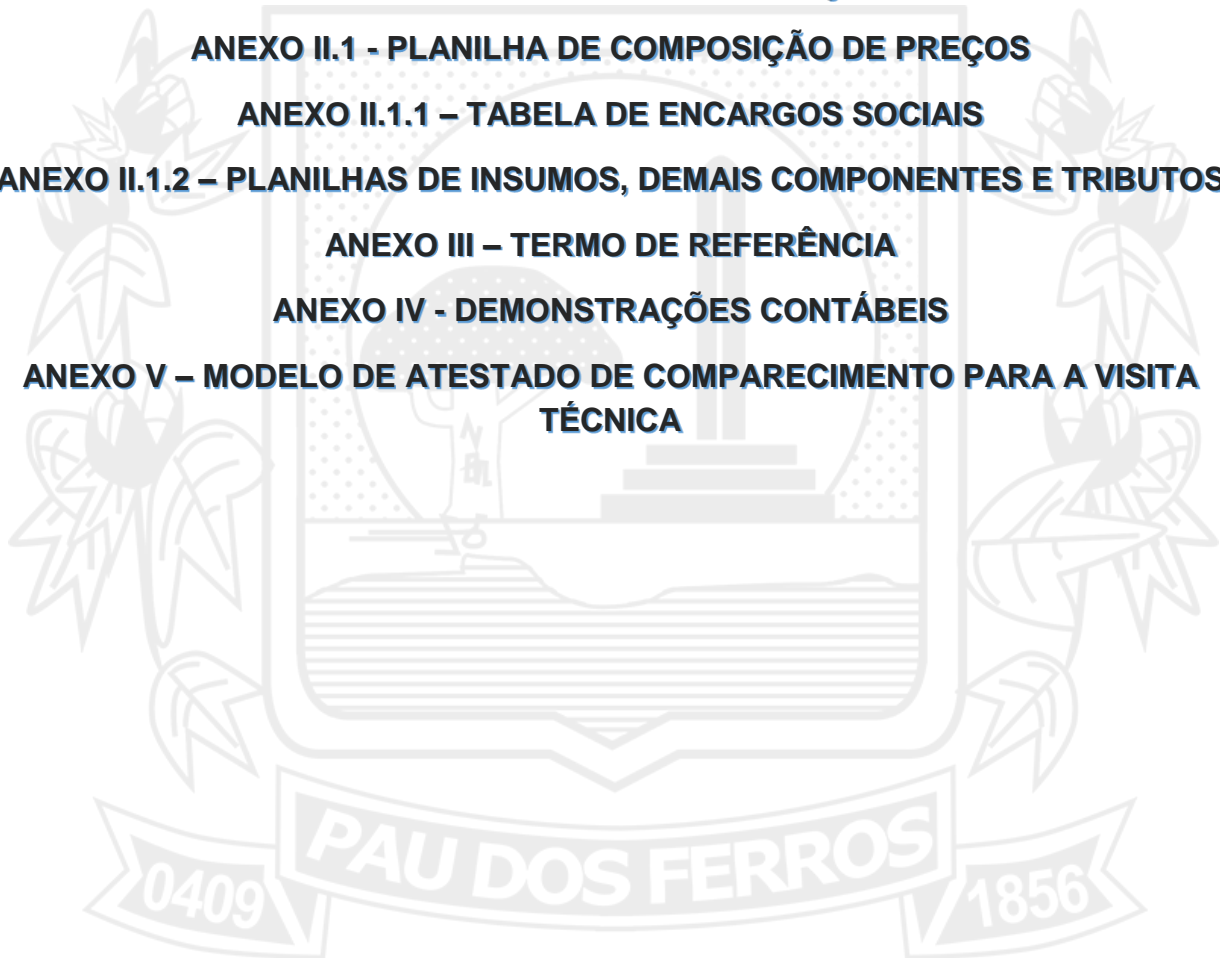 ANEXO II.1 - PLANILHA DE COMPOSIÇÃO DE PREÇOS
ANEXO II.1.1 – TABELA DE ENCARGOS SOCIAIS
ANEXO II.1.2 – PLANILHAS DE INSUMOS, DEMAIS COMPONENTES E TRIBUTOS
ANEXO III – TERMO DE REFERÊNCIA
ANEXO IV - DEMONSTRAÇÕES CONTÁBEIS
ANEXO V – MODELO DE ATESTADO DE COMPARECIMENTO PARA A VISITA
TÉCNICA
PAU DOS FERROS
0409 1856